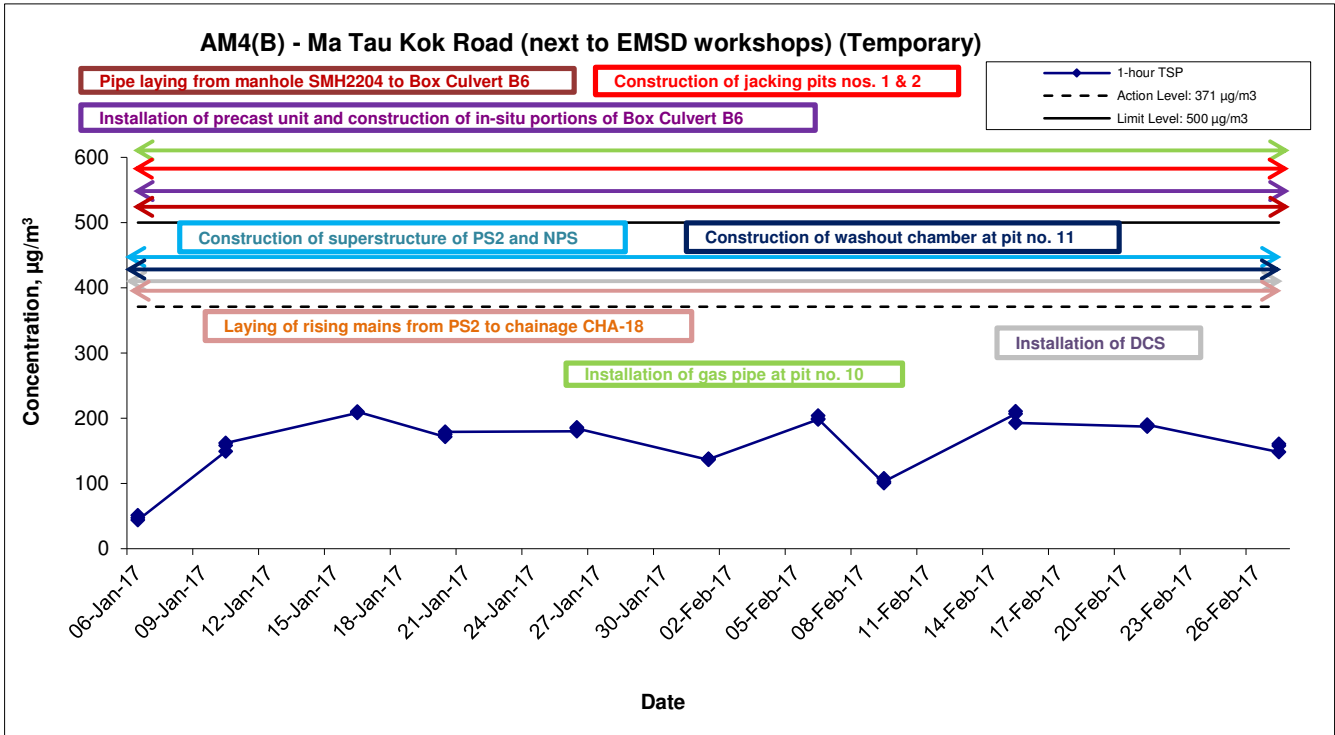 AM4(B) - Ma Tau Kok Road (next to EMSD workshops) (Temporary)
Pipe laying from manhole SMH2204 to Box Culvert B6
Construction of jacking pits nos. 1 & 2
1-hour TSP
Action Level: 371 µg/m3
Limit Level: 500 µg/m3
Installation of precast unit and construction of in-situ portions of Box Culvert B6
600
500
400
300
200
100
0
Concentration, µg/m³
Construction of superstructure of PS2 and NPS
Construction of washout chamber at pit no. 11
Laying of rising mains from PS2 to chainage CHA-18
Installation of DCS
Installation of gas pipe at pit no. 10
06-Jan-17
09-Jan-17
12-Jan-17
15-Jan-17
18-Jan-17
21-Jan-17
24-Jan-17
27-Jan-17
30-Jan-17
02-Feb-17
05-Feb-17
08-Feb-17
11-Feb-17
14-Feb-17
17-Feb-17
20-Feb-17
23-Feb-17
26-Feb-17
Date